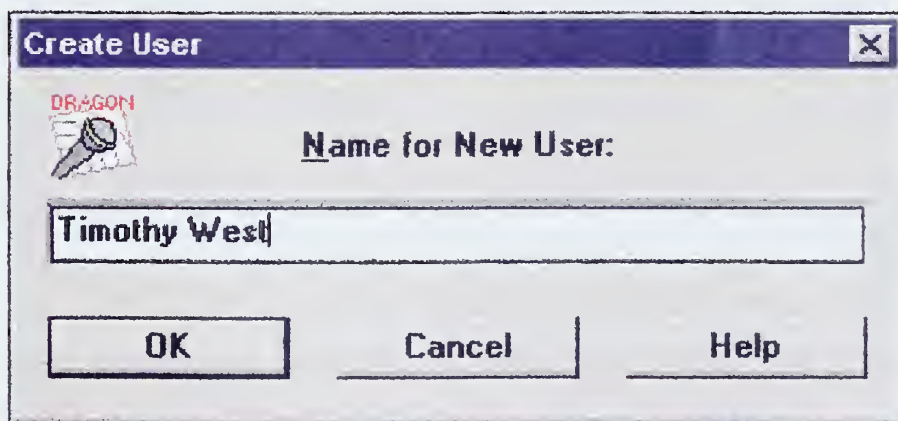 Create User
DRAGON
Name for New User:
Timothy West
OK Cancel Help